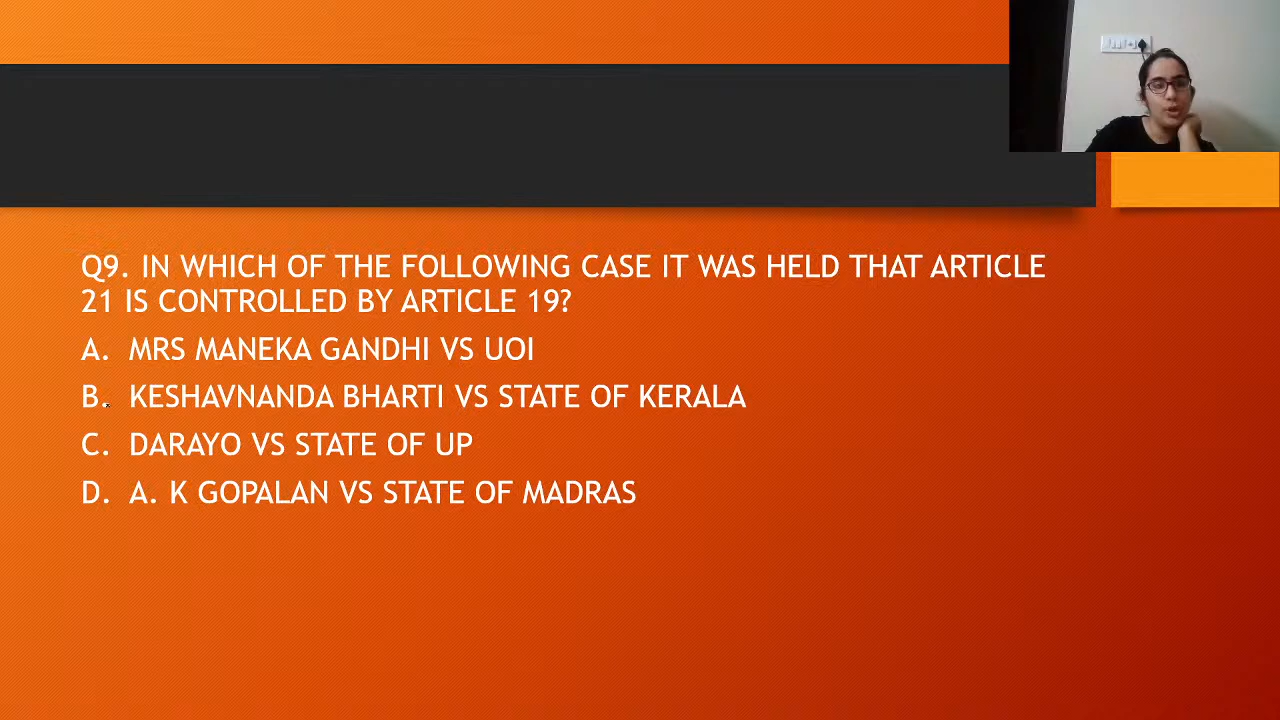 Q9. IN WHICH OF THE FOLLOWING CASE IT WAS HELD THAT ARTICLE
21 IS CONTROLLED BY ARTICLE 19?
A. MRS MANEKA GANDHI VS UOI
B. KESHAVNANDA BHARTI VS STATE OF KERALA
C. DARAYO VS STATE OF UP
D. A. K GOPALAN VS STATE OF MADRAS